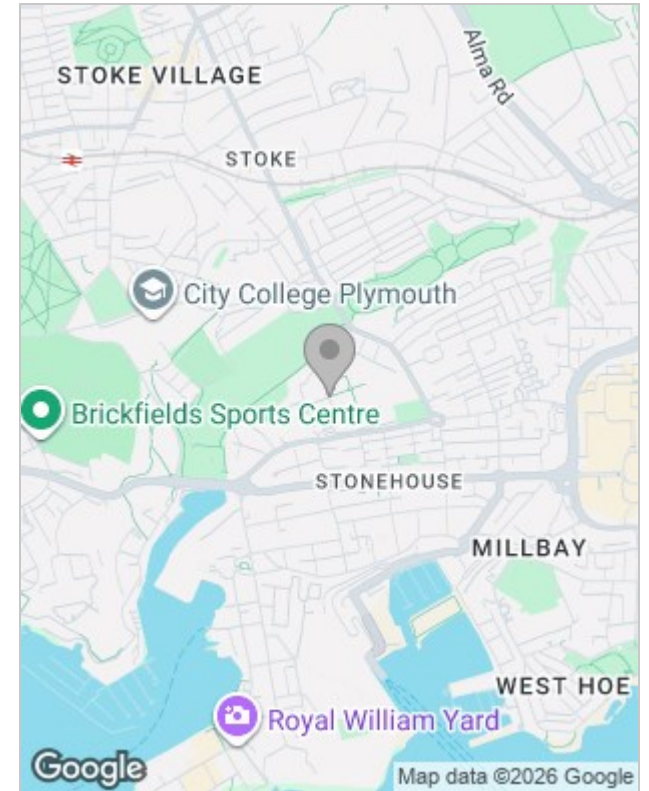 Alma Rd
STOKE VILLAGE
STOKE
City College Plymouth
Brickfields Sports Centre
STONEHOUSE
MILLBAY
WEST HOE
Royal William Yard
Google
Map data ©2026 Google